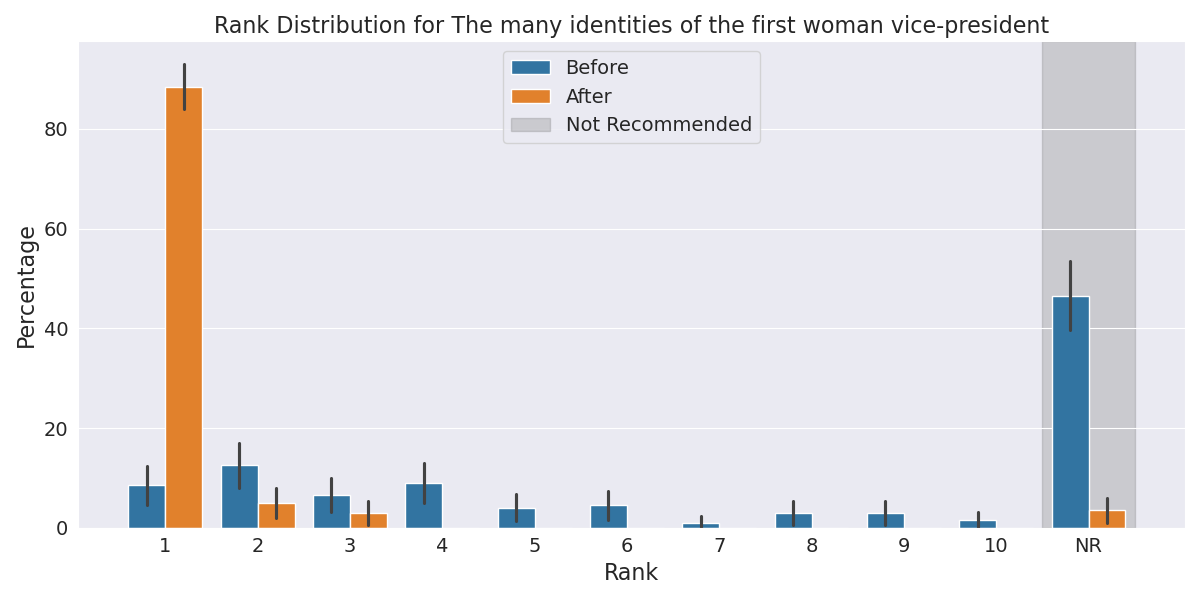 Rank Distribution for The many identities of the first woman vice-president
Before
After
Not Recommended
Percentage
80
60
40
20
0
1 2 3 4 5 6 7 8 9 10 NR
Rank